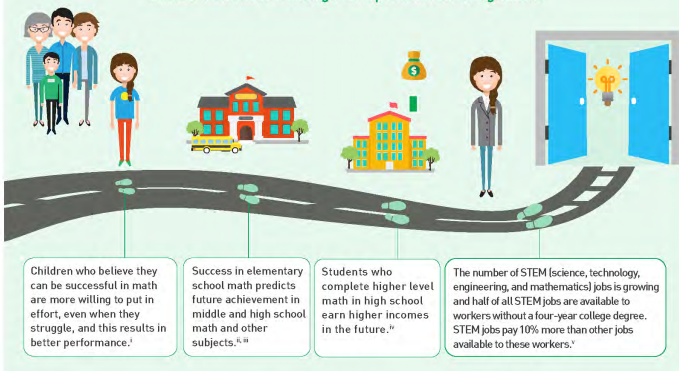 Children who believe they
can be successful in math
are more willing to put in
effort, even when they
struggle, and this results in
better performance.i
Success in elementary
school math predicts
future achievement in
middle and high school
math and other
subjects.ii, iii
Students who
complete higher level
math in high school
earn higher incomes
in the future.iv
The number of STEM (science, technology,
engineering, and mathematics) jobs is growing
and half of all STEM jobs are available to
workers without a four-year college degree.
STEM jobs pay 10% more than other jobs
available to these workers.v
$